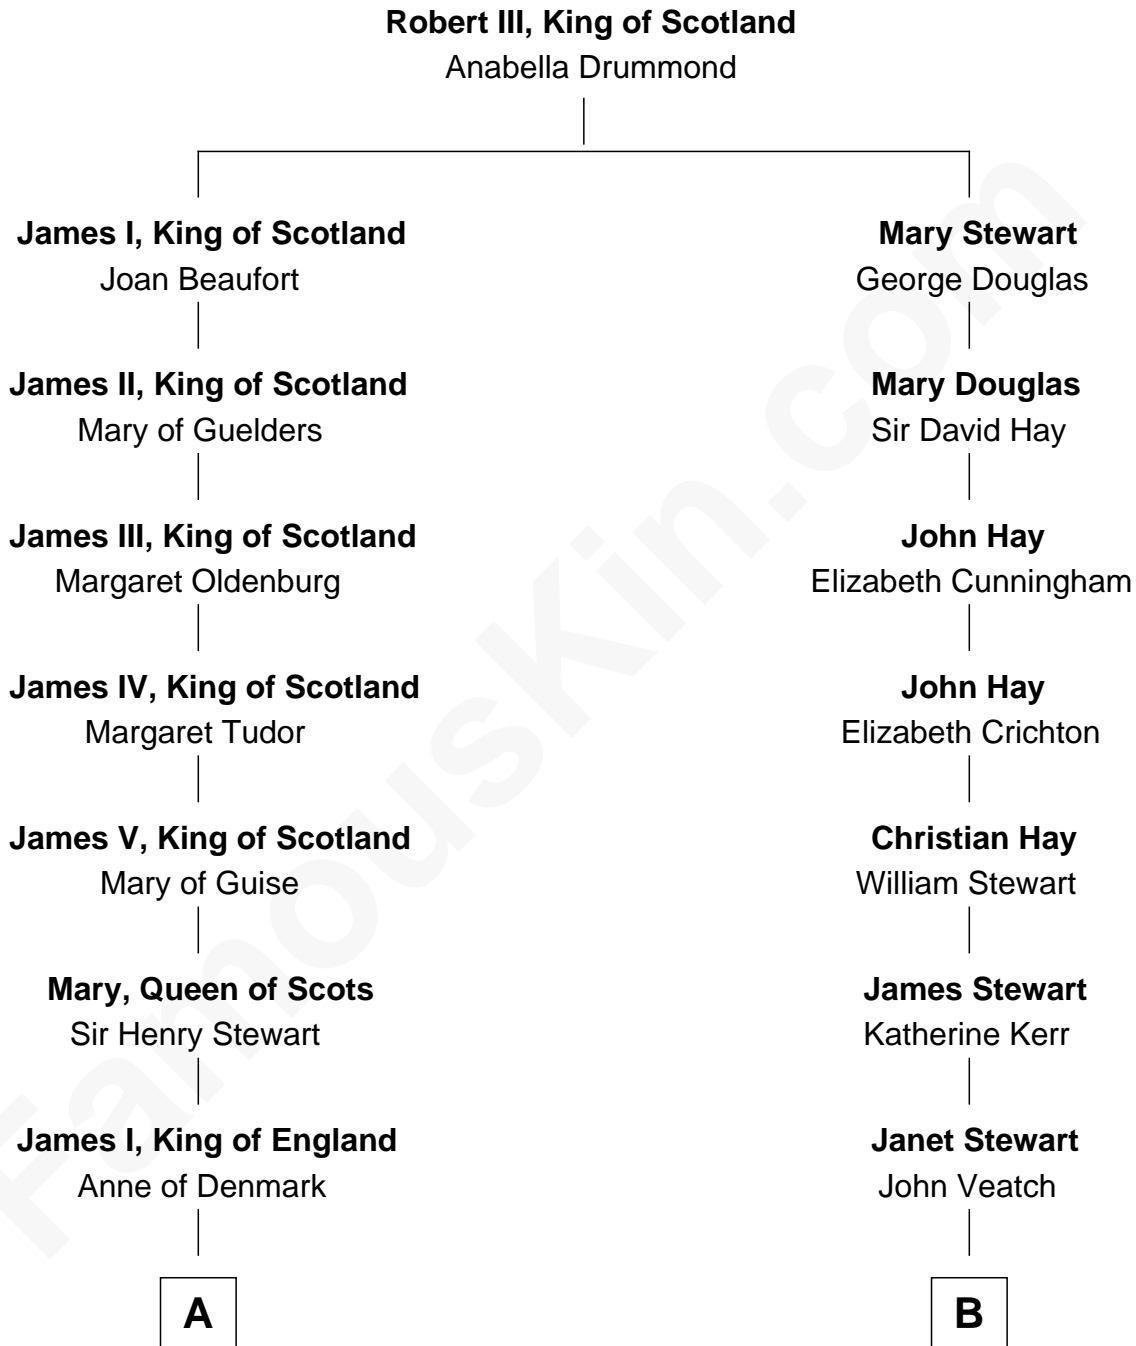 Robert III, King of Scotland
Anabella Drummond
James I, King of Scotland
Joan Beaufort
James II, King of Scotland
Mary of Guelders
James III, King of Scotland
Margaret Oldenburg
James IV, King of Scotland
Margaret Tudor
James V, King of Scotland
Mary of Guise
Mary, Queen of Scots
Sir Henry Stewart
James I, King of England
Anne of Denmark
A
Mary Stewart
George Douglas
Mary Douglas
Sir David Hay
John Hay
Elizabeth Cunningham
John Hay
Elizabeth Crichton
Christian Hay
William Stewart
James Stewart
Katherine Kerr
Janet Stewart
John Veatch
B
FamousKin.com